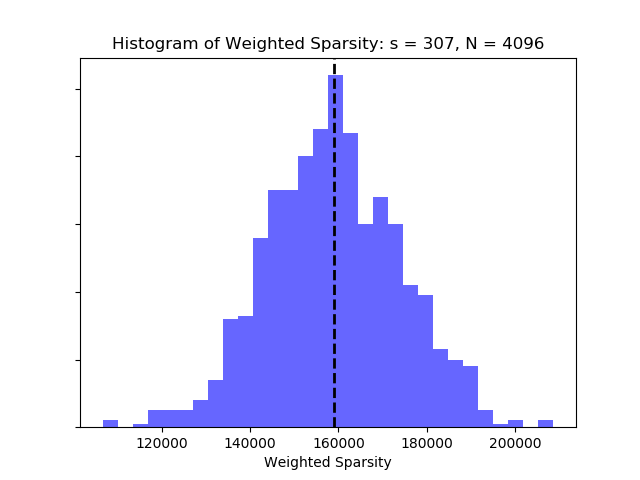 Histogram of Weighted Sparsity: s = 307, N = 4096
120000 140000 160000 180000 200000
Weighted Sparsity